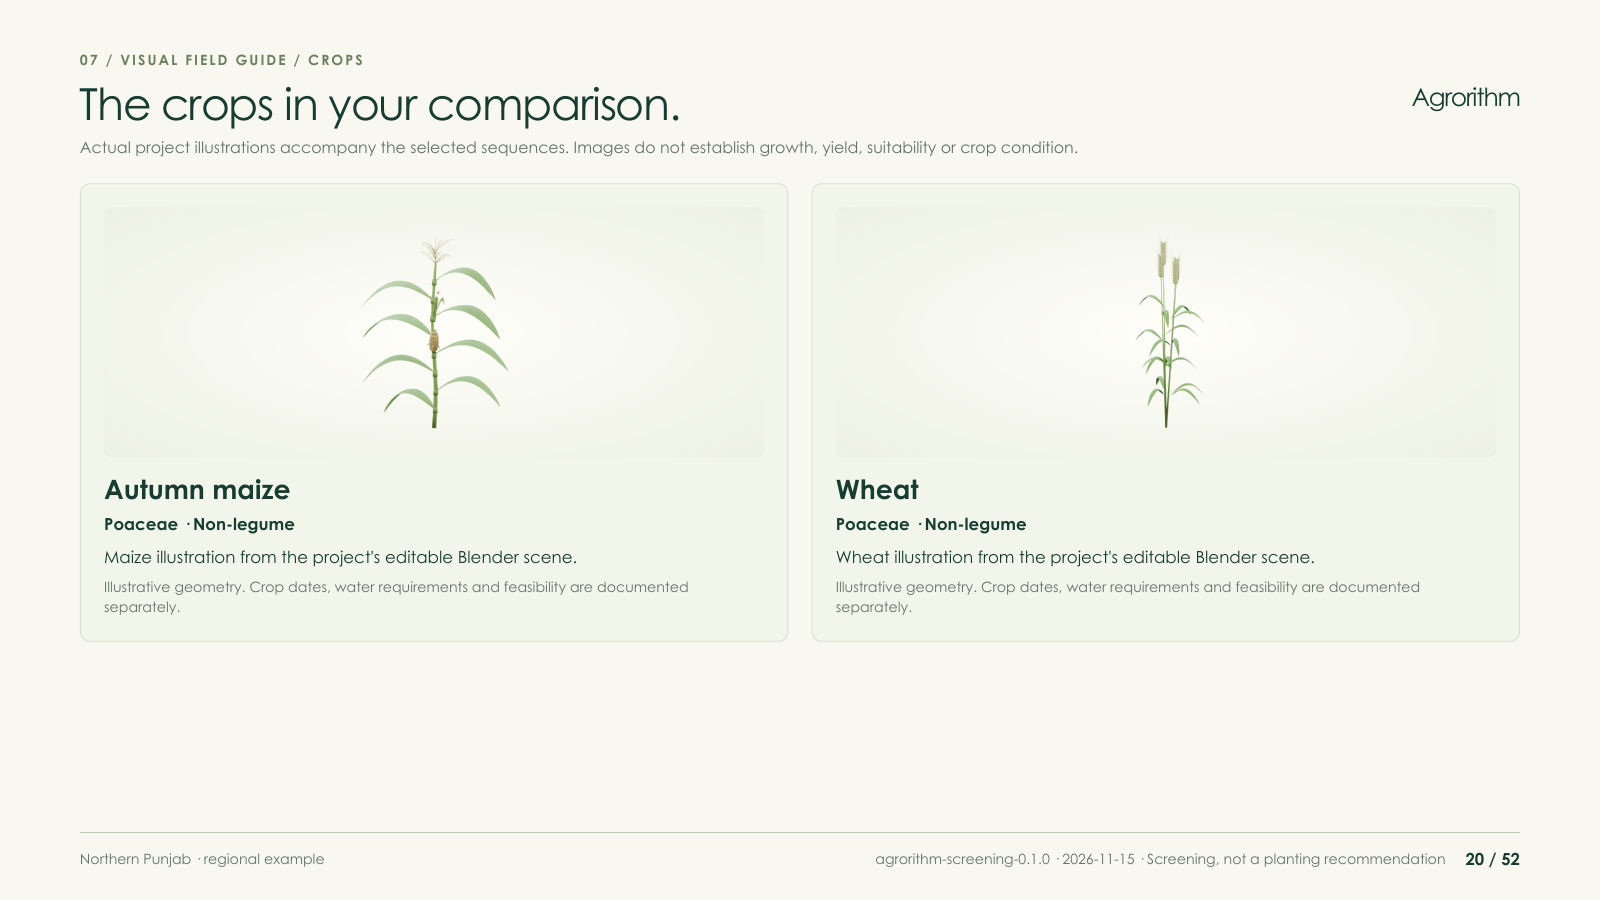 07 / VISUAL FIELD GUIDE / CROPS
The crops in your comparison.
Agrorithm
Actual project illustrations accompany the selected sequences. Images do not establish growth, yield, suitability or crop condition.
Autumn maize
Poaceae · Non-legume
Maize illustration from the project's editable Blender scene.
Illustrative geometry. Crop dates, water requirements and feasibility are documented
separately.
Wheat
Poaceae · Non-legume
Wheat illustration from the project's editable Blender scene.
Illustrative geometry. Crop dates, water requirements and feasibility are documented
separately.
Northern Punjab · regional example
agrorithm-screening-0.1.0 · 2026-11-15 · Screening, not a planting recommendation
20 / 52